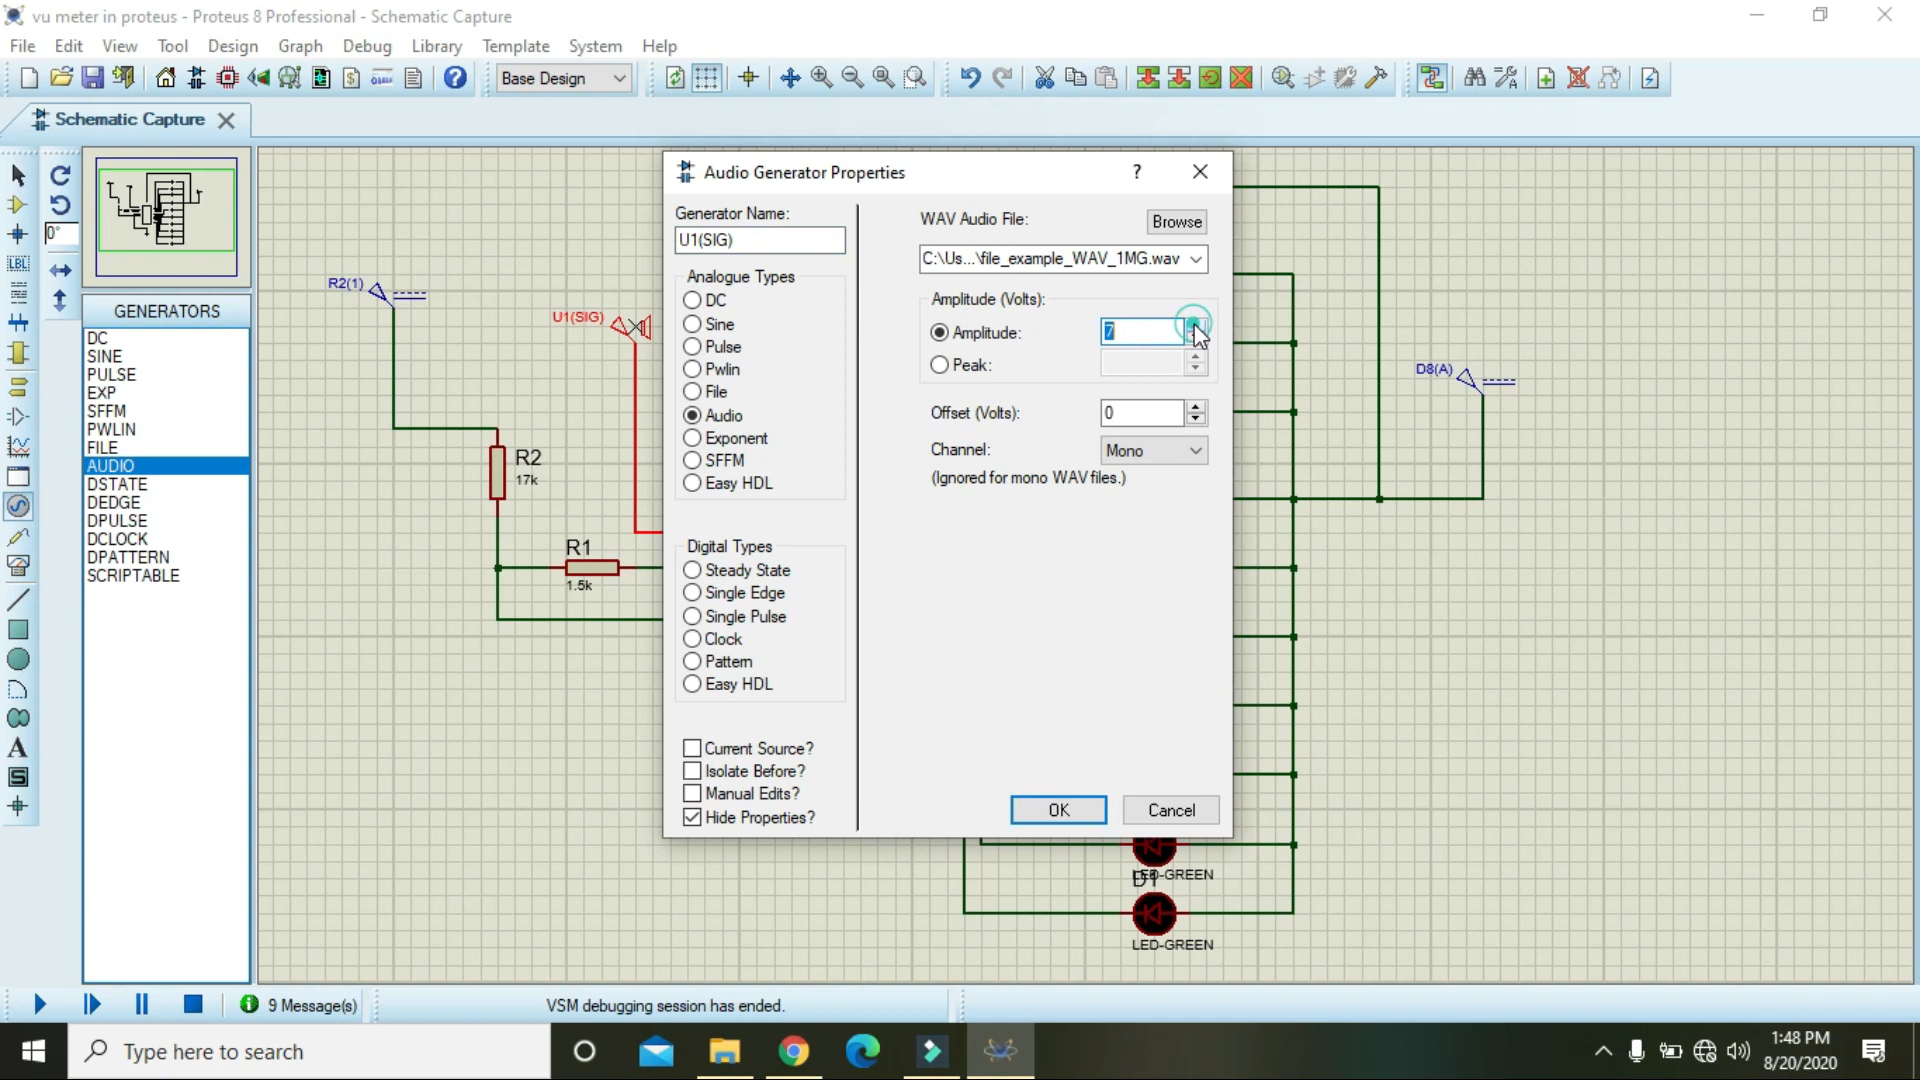 vu meter in proteus - Proteus 8 Professional - Schematic Capture
File Edit View Tool Design Graph Debug Library Template System Help
Base Design
Schematic Capture
0°
LBL
GENERATORS
DC
SINE
PULSE
EXP
SFFM
PWLIN
FILE
AUDIO
DSTATE
DEDGE
DPULSE
DCLOCK
DPATTERN
SCRIPTABLE
A
S
R2(1)
U1(SIG)
R2
17k
R1
1.5k
D8(A)
Audio Generator Properties
?
Generator Name:
U1(SIG)
Analogue Types
DC
Sine
Pulse
Pwlin
File
Audio
Exponent
SFFM
Easy HDL
Digital Types
Steady State
Single Edge
Single Pulse
Clock
Pattern
Easy HDL
Current Source?
Isolate Before?
Manual Edits?
Hide Properties?
WAV Audio File:
Browse
C:\Us...\file_example_WAV_1MG.wav
Amplitude (Volts):
Amplitude: 7
Peak:
Offset (Volts): 0
Channel: Mono
(Ignored for mono WAV files.)
OK Cancel
LED-GREEN
D1
LED-GREEN
9 Message(s)
VSM debugging session has ended.
Type here to search
1:48 PM
8/20/2020